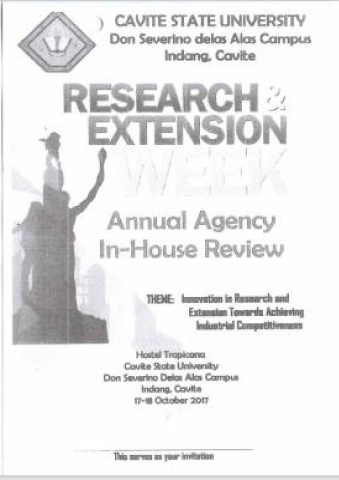 CAVITE STATE UNIVERSITY
Don Severino delas Alas Campus
Indang, Cavite
RESEARCH &
EXTENSION
WEEK
Annual Agency
In-House Review
THEME: Innovation in Research and
Extension Towards Achieving
Industrial Competitiveness
Hostel Tropicana
Cavite State University
Don Severino Delas Alas Campus
Indang, Cavite
17-18 October 2017
This serves as your invitation